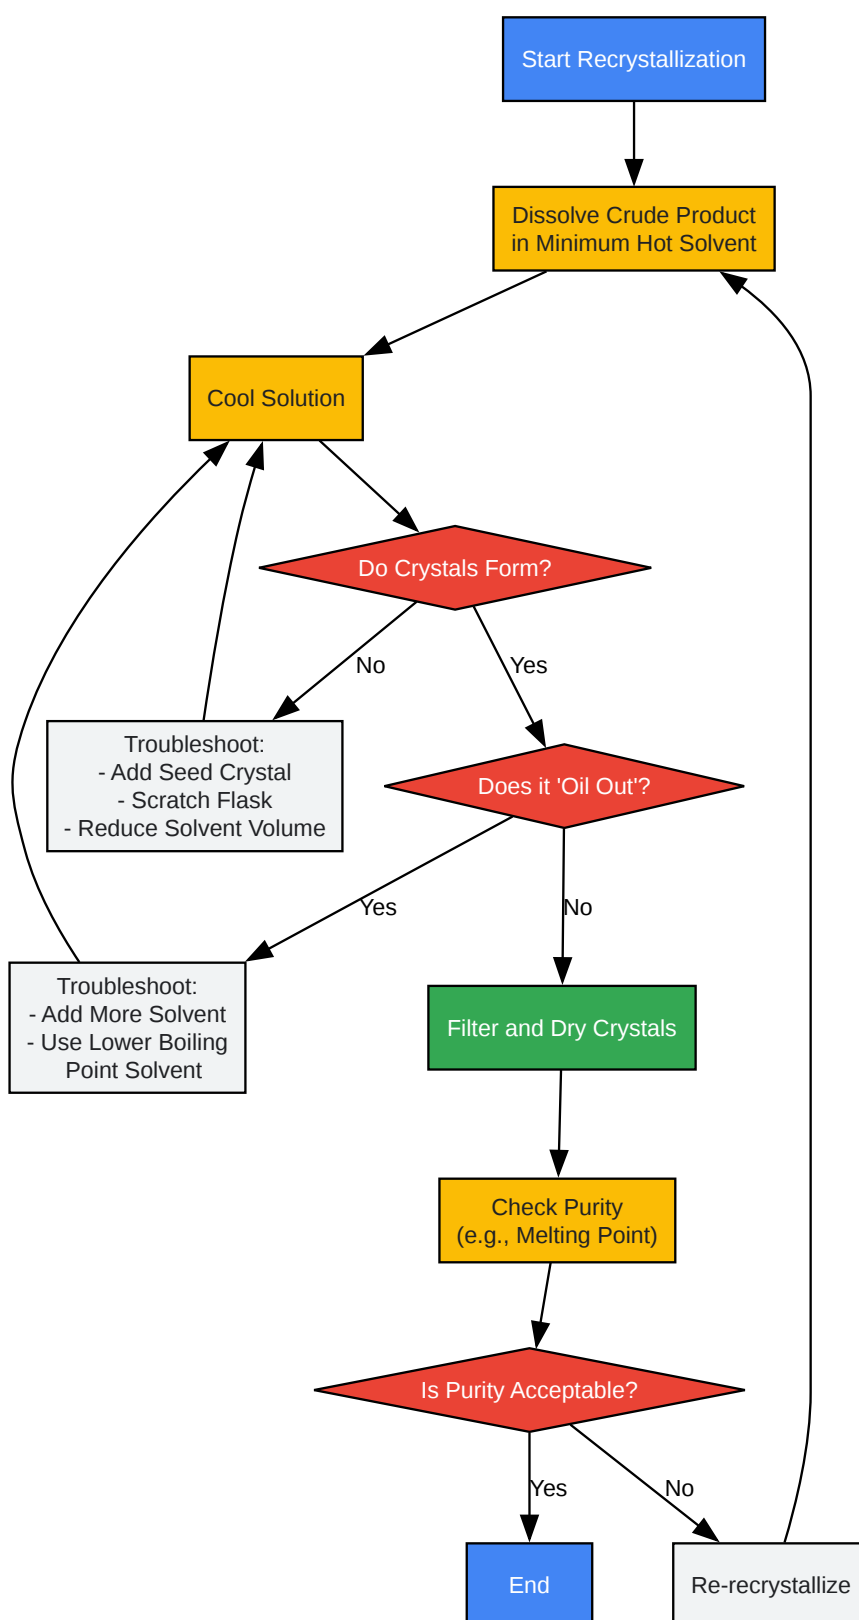 Start Recrystallization
Dissolve Crude Product
in Minimum Hot Solvent
Cool Solution
Do Crystals Form?
No
Yes
Troubleshoot:
- Add Seed Crystal
- Scratch Flask
- Reduce Solvent Volume
Does it 'Oil Out'?
Yes
No
Troubleshoot:
- Add More Solvent
- Use Lower Boiling
Point Solvent
Filter and Dry Crystals
Check Purity
(e.g., Melting Point)
Is Purity Acceptable?
Yes
No
End
Re-recrystallize